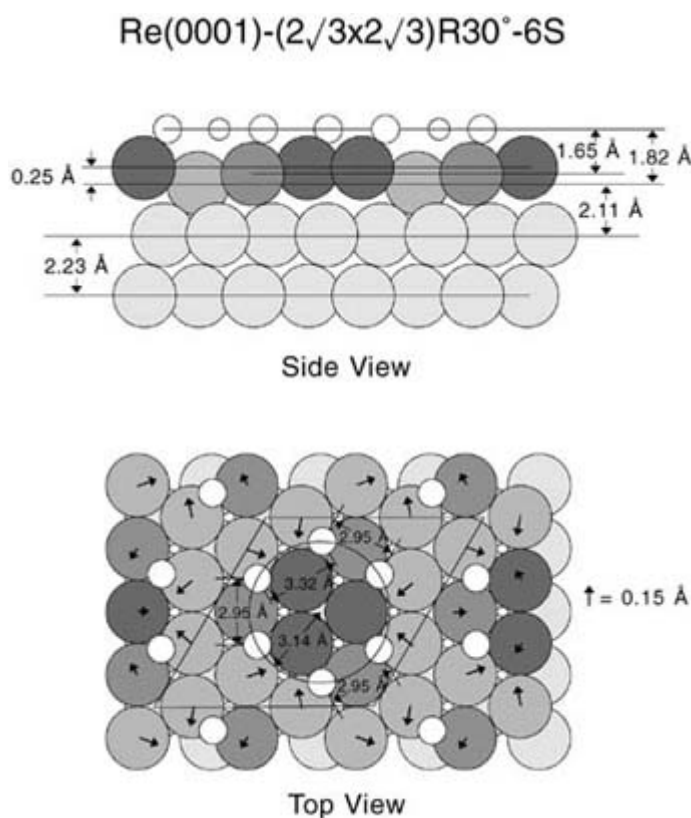 Re(0001)-(2√3x2√3)R30°-6S
0.25 Å
1.65 Å
1.82 Å
2.11 Å
2.23 Å
Side View
2.95 Å
3.32 Å
2.95 Å
= 0.15 Å
3.14 Å
2.95 Å
Top View